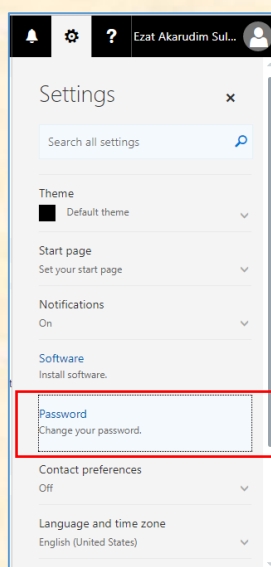 ? Ezat Akarudim Sul...
Settings ×
Search all settings
Theme
Default theme
Start page
Set your start page
Notifications
On
Software
Install software.
Password
Change your password.
Contact preferences
Off
Language and time zone
English (United States)